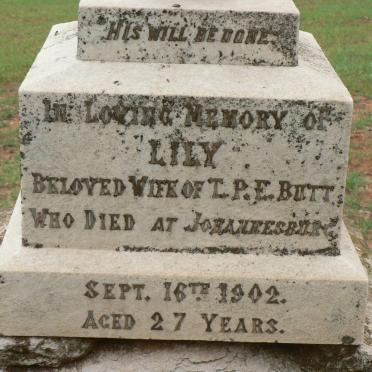 "HIS WILL BE DONE"
IN LOVING MEMORY OF
LILY
BELOVED WIFE OF T. P. E. BUTT.
WHO DIED AT JOHANNESBURG
SEPT. 16TH 1902.
AGED 27 YEARS.